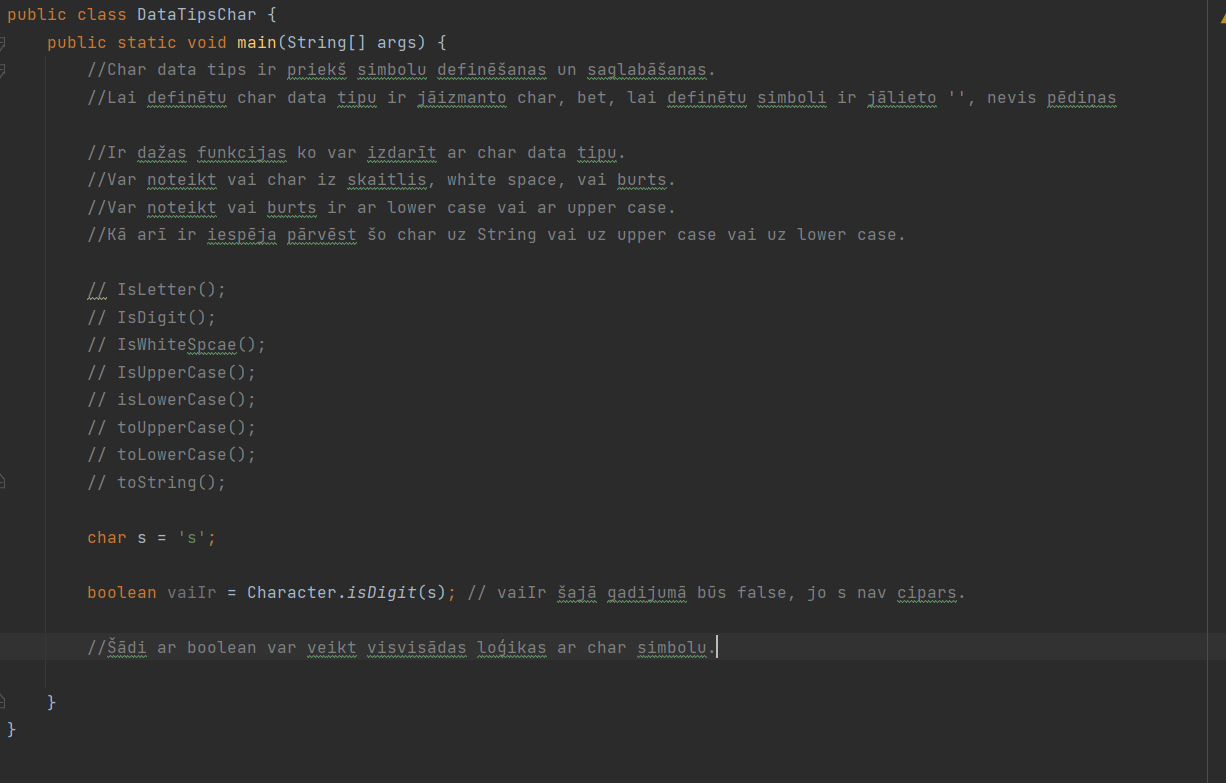 public class DataTipsChar {
public static void main(String[] args) {
//Char data tips ir priekš simbolu definēšanas un saglabāšanas.
//Lai definētu char data tipu ir jāizmanto char, bet, lai definētu simboli ir jālieto '', nevis pēdiņas
//Ir dažas funkcijas ko var izdarīt ar char data tipu.
//Var noteikt vai char iz skaitlis, white space, vai burts.
//Var noteikt vai burts ir ar lower case vai ar upper case.
//Kā arī ir iespēja pārvēst šo char uz String vai uz upper case vai uz lower case.
// IsLetter();
// IsDigit();
// IsWhiteSpcae();
// IsUpperCase();
// isLowerCase();
// toUpperCase();
// toLowerCase();
// toString();
char s = 's';
boolean vaiIr = Character.isDigit(s); // vaiIr šajā gadijumā būs false, jo s nav cipars.
//Šādi ar boolean var veikt visvisādas loģikas ar char simbolu.
}
}